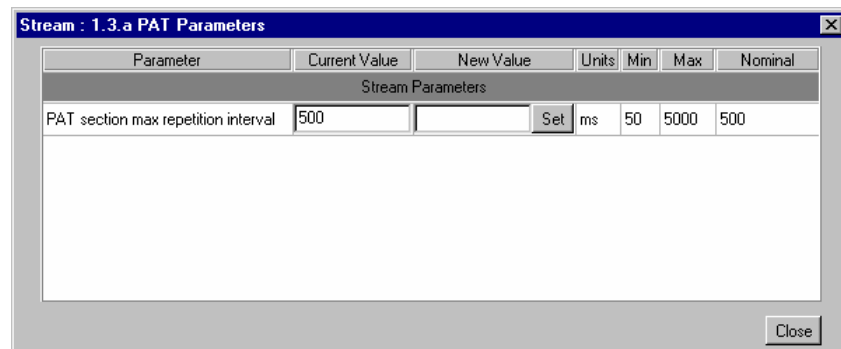 Stream : 1.3.a PAT Parameters
Parameter Current Value New Value Units Min Max Nominal
Stream Parameters
PAT section max repetition interval 500 Set ms 50 5000 500
Close